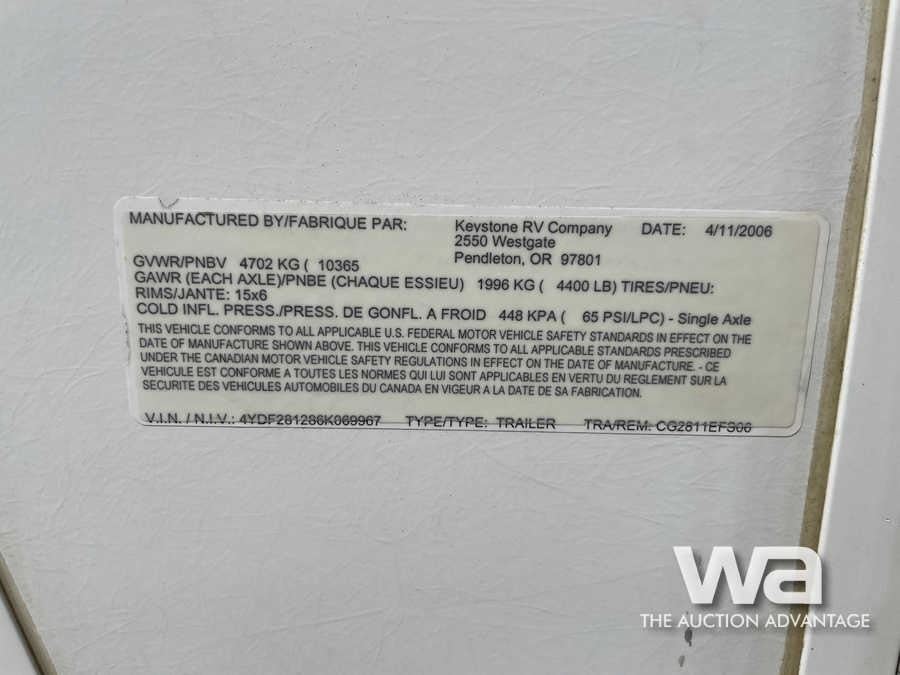 MANUFACTURED BY/FABRIQUE PAR: Keystone RV Company DATE: 4/11/2006
2550 Westgate
Pendleton, OR 97801
GVWR/PNBV 4702 KG ( 10365
GAWR (EACH AXLE)/PNBE (CHAQUE ESSIEU) 1996 KG ( 4400 LB) TIRES/PNEU:
RIMS/JANTE: 15x6
COLD INFL. PRESS./PRESS. DE GONFL. A FROID 448 KPA ( 65 PSI/LPC) - Single Axle
THIS VEHICLE CONFORMS TO ALL APPLICABLE U.S. FEDERAL MOTOR VEHICLE SAFETY STANDARDS IN EFFECT ON THE
DATE OF MANUFACTURE SHOWN ABOVE. THIS VEHICLE CONFORMS TO ALL APPLICABLE STANDARDS PRESCRIBED
UNDER THE CANADIAN MOTOR VEHICLE SAFETY REGULATIONS IN EFFECT ON THE DATE OF MANUFACTURE. - CE
VEHICULE EST CONFORME A TOUTES LES NORMES QUI LUI SONT APPLICABLES EN VERTU DU REGLEMENT SUR LA
SECURITE DES VEHICULES AUTOMOBILES DU CANADA EN VIGEUR A LA DATE DE SA FABRICATION.
V.I.N. / N.I.V.: 4YDF281286K069967 TYPE/TYPE: TRAILER TRA/REM: CG2811EFS06
wa
THE AUCTION ADVANTAGE